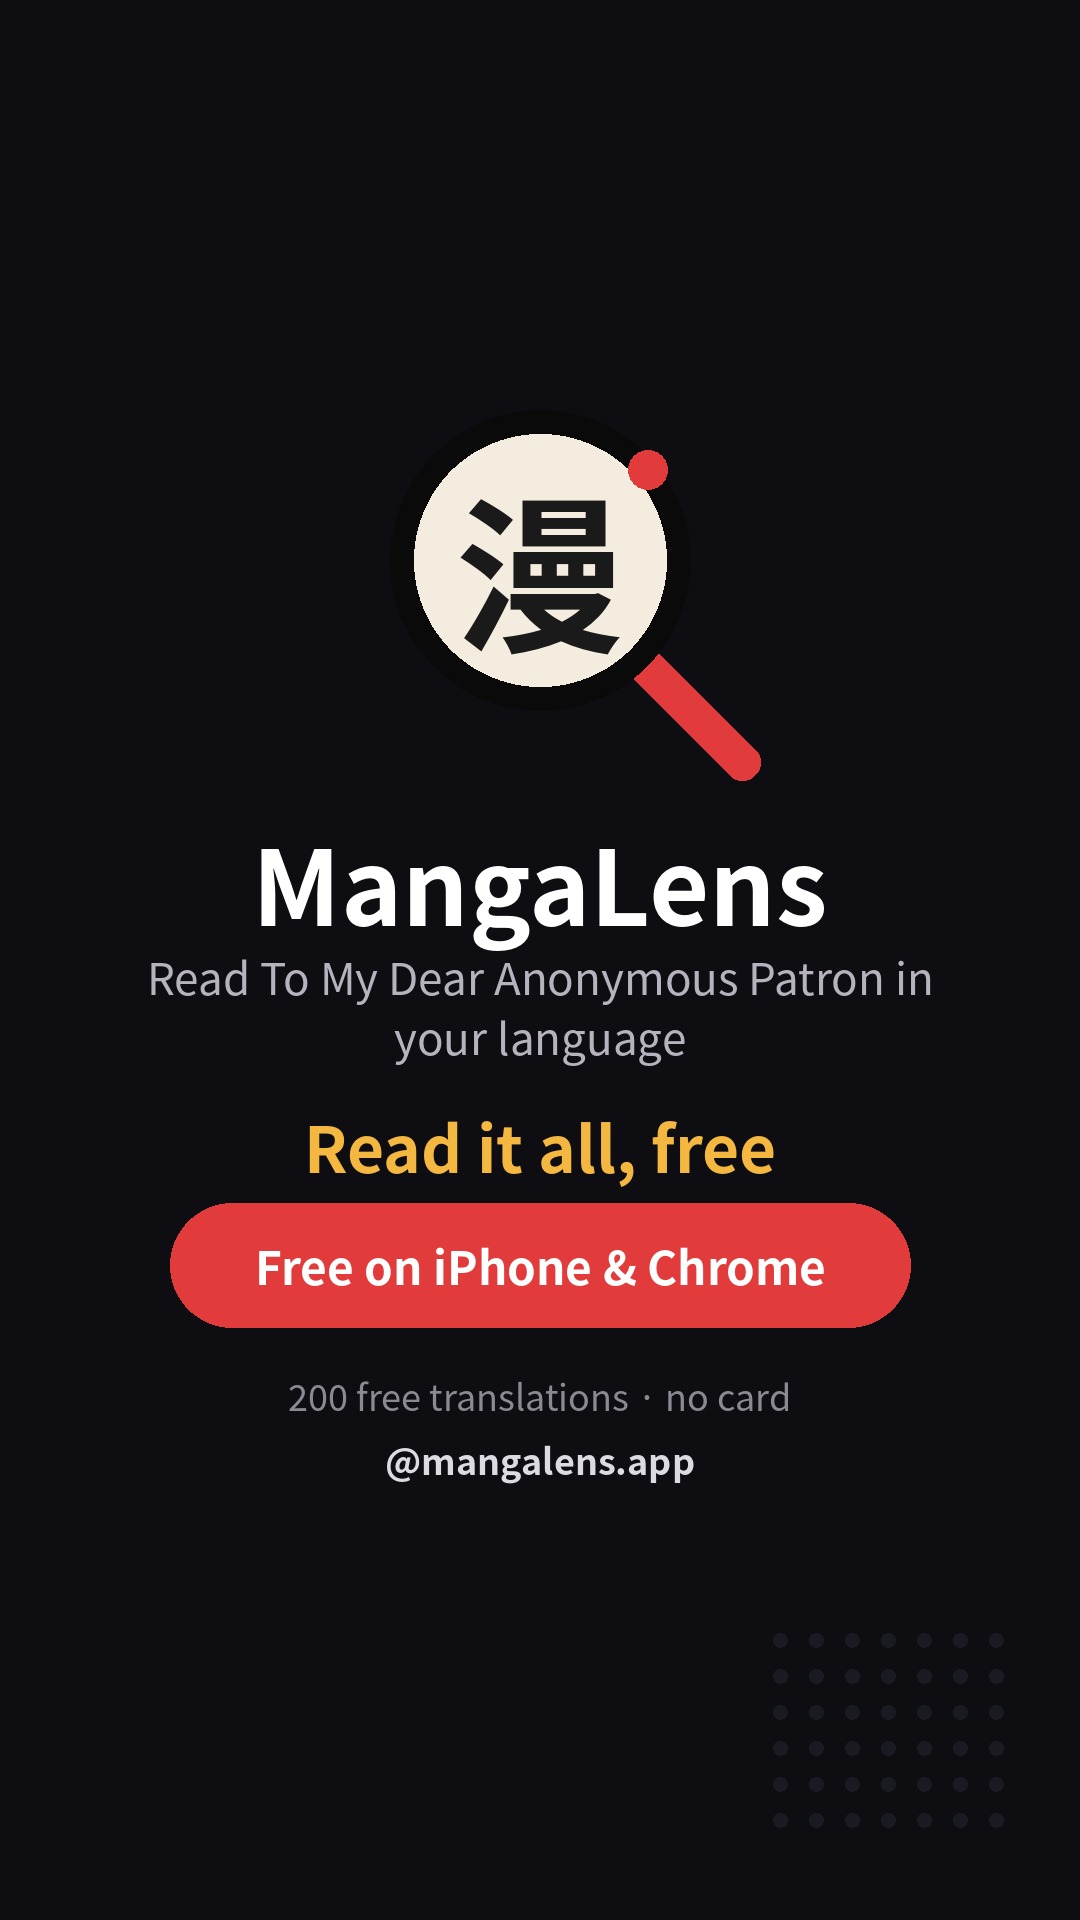 漫
MangaLens
Read To My Dear Anonymous Patron in
your language
Read it all, free
Free on iPhone & Chrome
200 free translations · no card
@mangalens.app